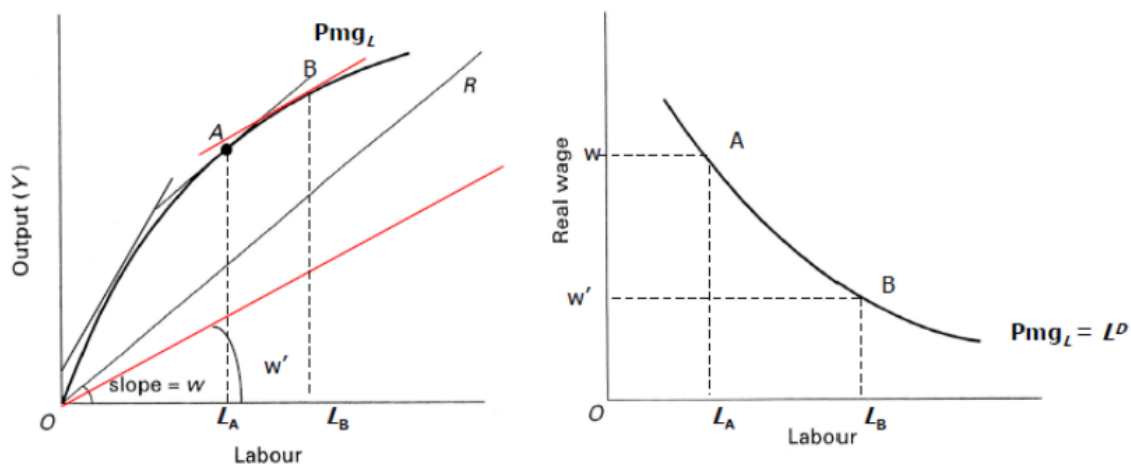 Pmg_L
B
R
A
Output (Y)
w'
slope = w
O
L_A
L_B
Labour
Real wage
w
A
w'
B
Pmg_L = L^D
O
L_A
L_B
Labour